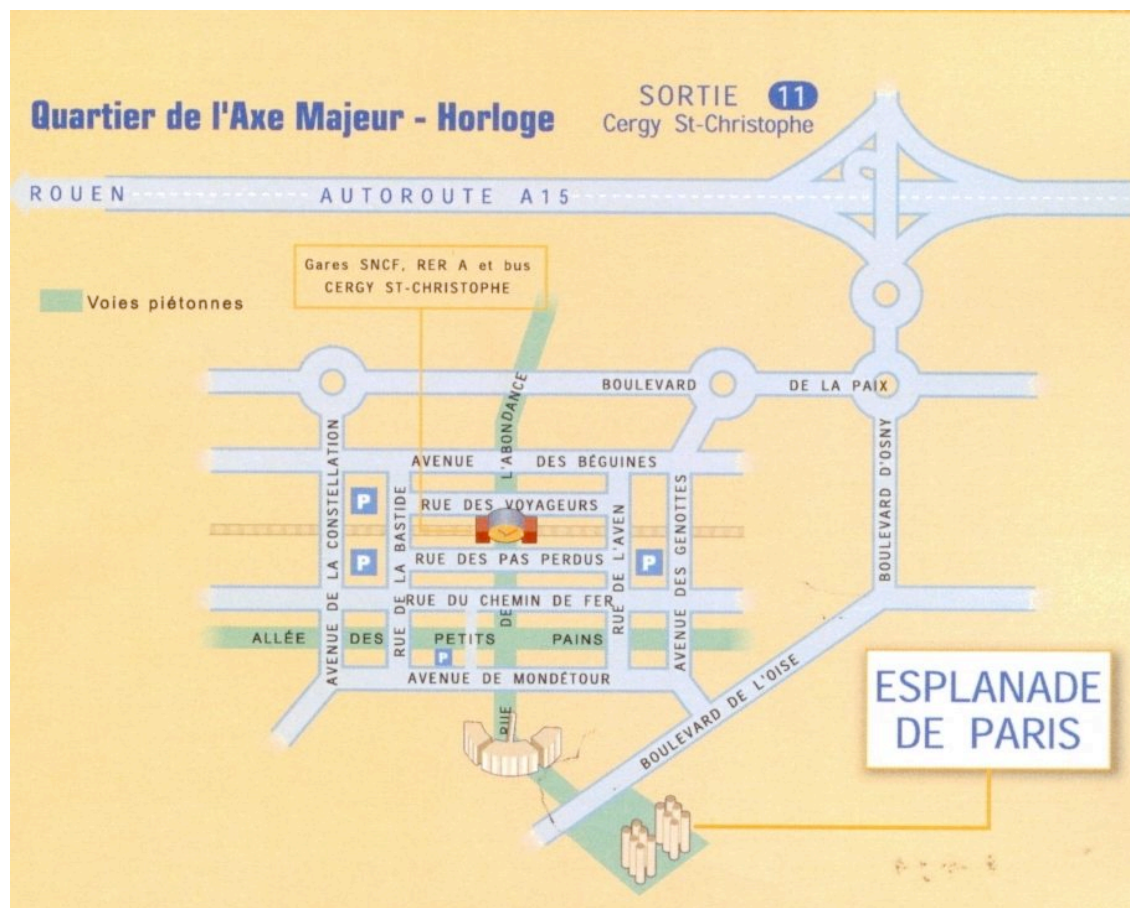 SORTIE 11
Cergy St-Christophe
Quartier de l'Axe Majeur - Horloge
ROUEN
AUTOROUTE A15
Gares SNCF, RER A et bus
CERGY ST-CHRISTOPHE
Voies piétonnes
BOULEVARD DE LA PAIX
RUE DE L'ABONDANCE
AVENUE DES BÉGUINES
AVENUE DE LA CONSTELLATION
RUE DE LA BASTIDE
P
RUE DES VOYAGEURS
RUE DE L'AVEN
AVENUE DES GENOTTES
BOULEVARD D'OSNY
P
RUE DES PAS PERDUS
P
RUE DU CHEMIN DE FER
ALLÉE DES PETITS PAINS
P
AVENUE DE MONDÉTOUR
BOULEVARD DE L'OISE
ESPLANADE
DE PARIS